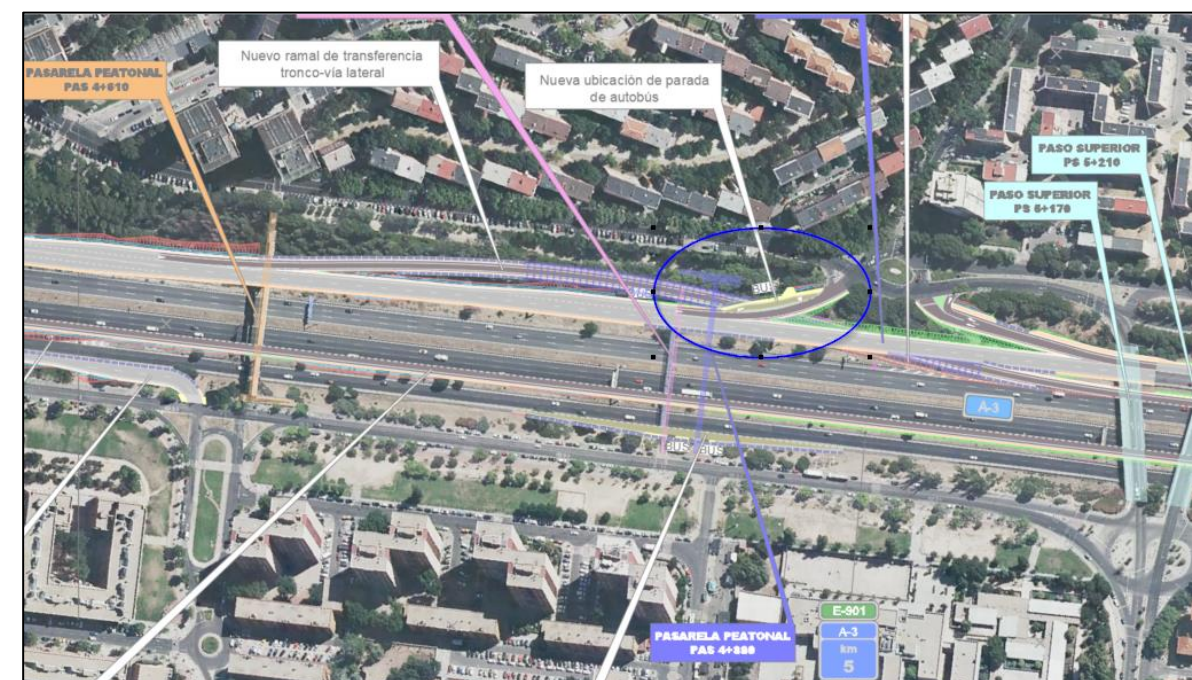 Nuevo ramal de transferencia
tronco-vía lateral
PASARELA PEATONAL
PAS 4+610
Nueva ubicación de parada
de autobús
PASO SUPERIOR
PS 5+210
PASO SUPERIOR
PS 5+170
BUS
BUS
A-3
BUS
BUS
PASARELA PEATONAL
PAS 4+880
E-901
A-3
km
5